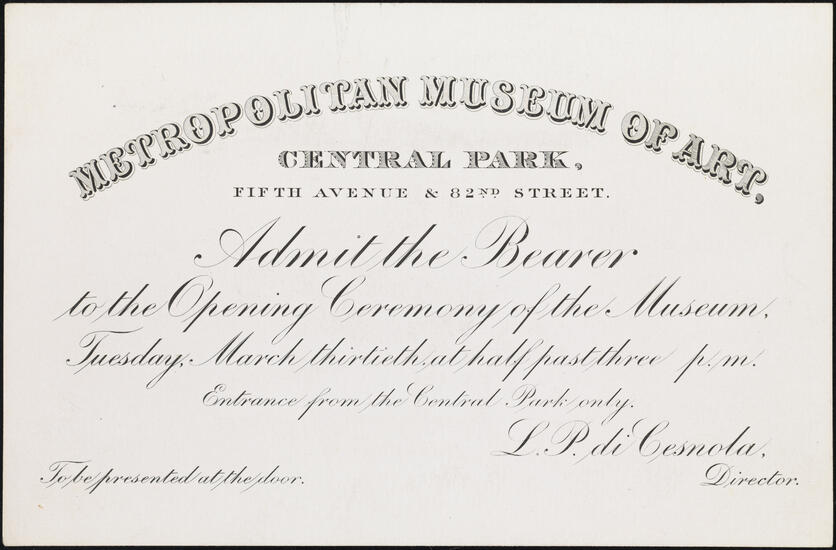 METROPOLITAN MUSEUM OF ART,
CENTRAL PARK,
FIFTH AVENUE & 82ND STREET.
Admit the Bearer
to the Opening Ceremony of the Museum,
Tuesday, March thirtieth, at half past three p.m.
Entrance from the Central Park only.
L. P. di Cesnola,
Director.
To be presented at the door.